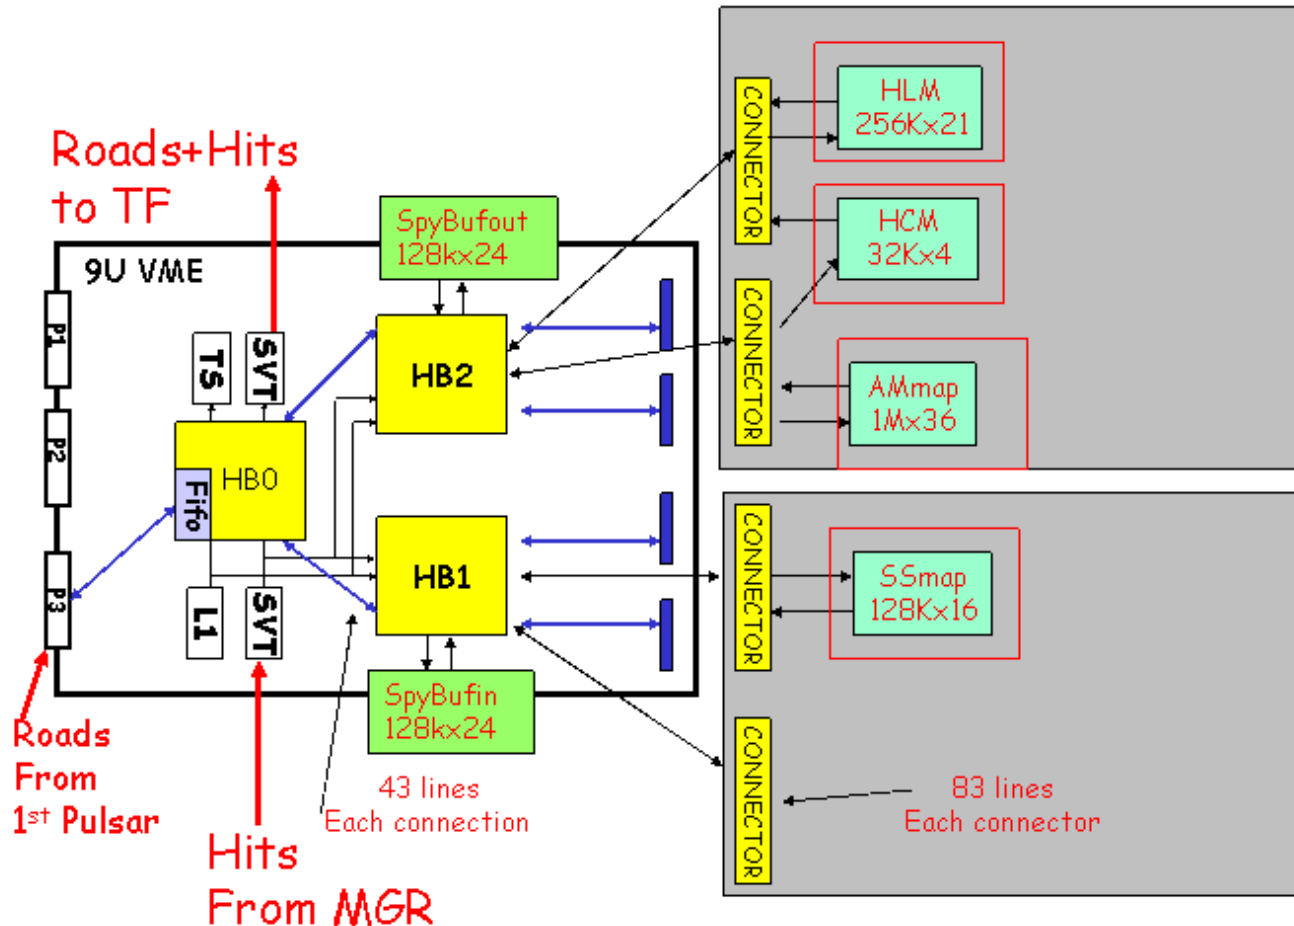 Roads+Hits
to TF
9U VME
P1
P2
P3
TS
SVT
HB0
Fifo
L1
SVT
SpyBufout
128kx24
HB2
HB1
SpyBufin
128kx24
Roads
From
1st Pulsar
Hits
From MGR
43 lines
Each connection
CONNECTOR
HLM
256Kx21
HCM
32Kx4
CONNECTOR
AMmap
1Mx36
CONNECTOR
SSmap
128Kx16
CONNECTOR
83 lines
Each connector